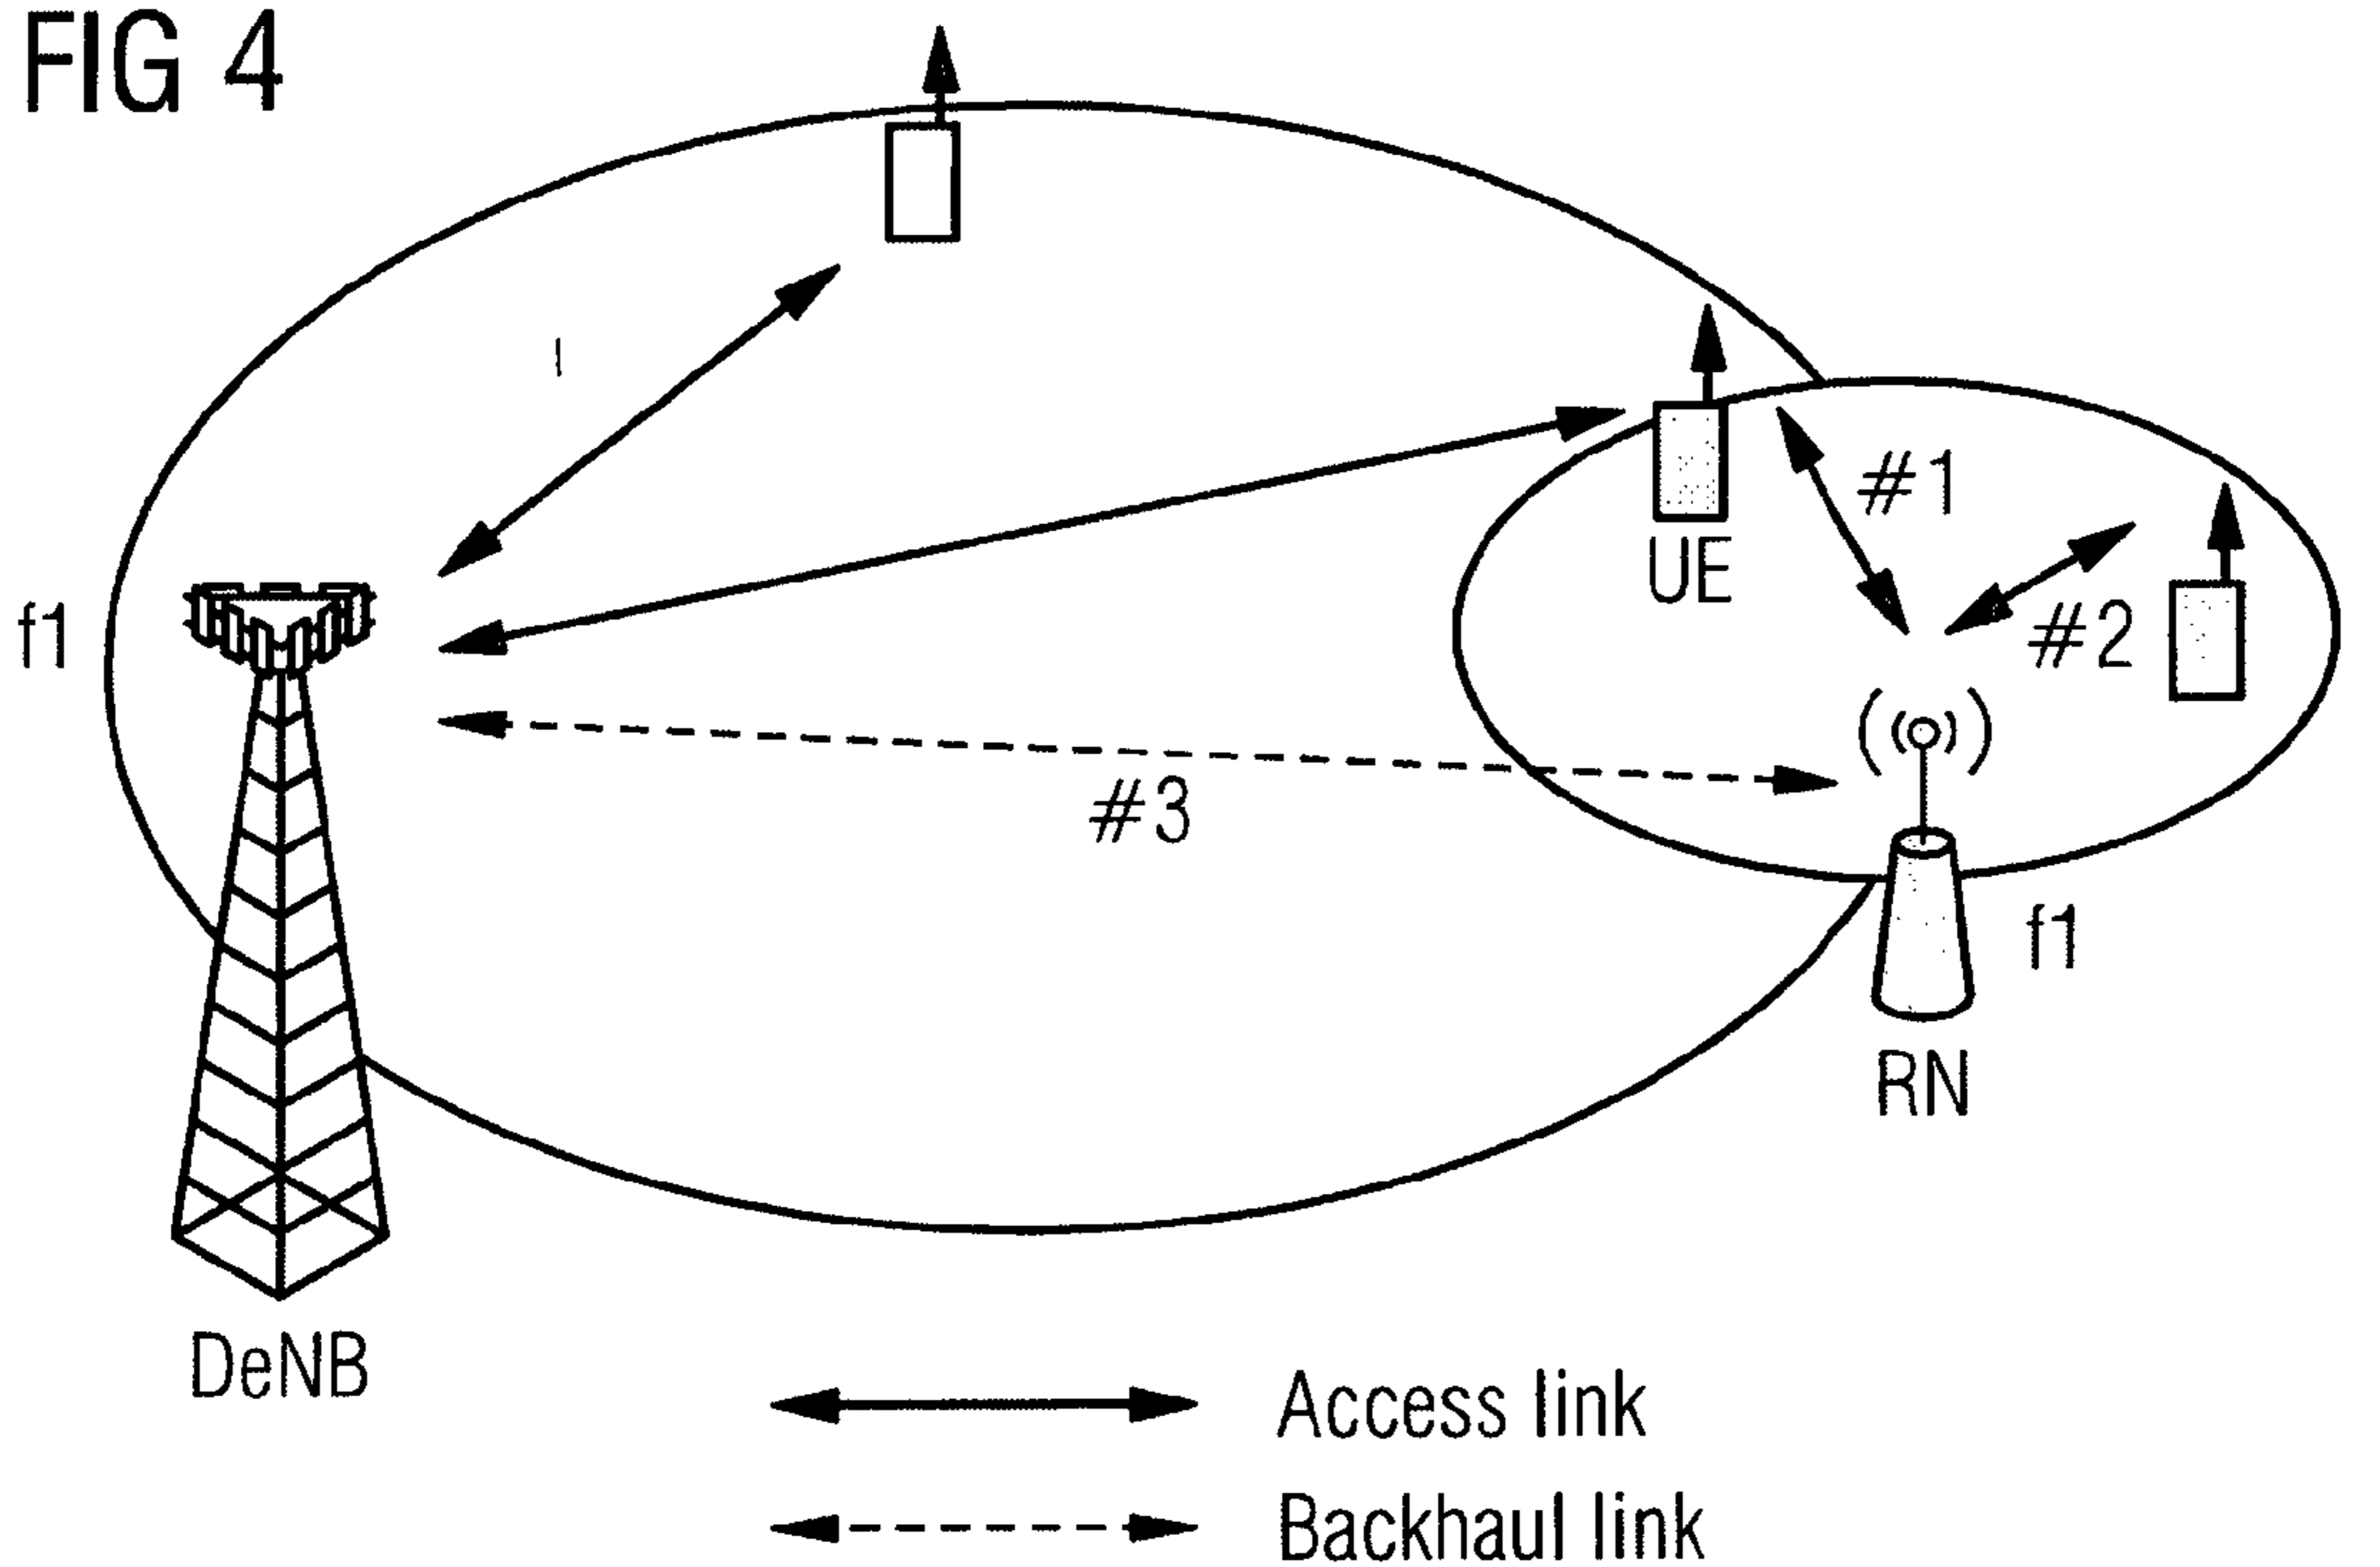 FIG 4
#1
UE
f1
#2
#3
f1
RN
DeNB
Access link
Backhaul link